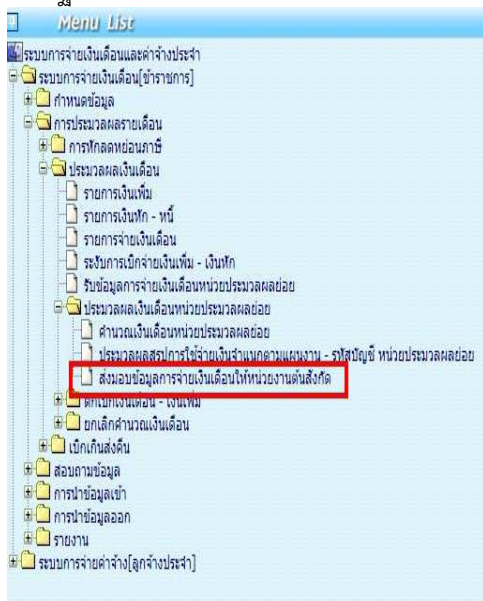 Menu List
ระบบการจ่ายเงินเดือนและค่าจ้างประจำ
ระบบการจ่ายเงินเดือน[ข้าราชการ]
กำหนดข้อมูล
การประมวลผลรายเดือน
การหักลดหย่อนภาษี
ประมวลผลเงินเดือน
รายการเงินเพิ่ม
รายการเงินหัก - หนี้
รายการจ่ายเงินเดือน
ระงับการเบิกจ่ายเงินเพิ่ม - เงินหัก
รับข้อมูลการจ่ายเงินเดือนหน่วยประมวลผลย่อย
ประมวลผลเงินเดือนหน่วยประมวลผลย่อย
คำนวณเงินเดือนหน่วยประมวลผลย่อย
ประมวลผลสรุปการใช้จ่ายเงินจำแนกตามแผนงาน - รหัสบัญชี หน่วยประมวลผลย่อย
ส่งมอบข้อมูลการจ่ายเงินเดือนให้หน่วยงานต้นสังกัด
ตกเบิกเงินเดือน - เงินเพิ่ม
ยกเลิกคำนวณเงินเดือน
เบิกเกินส่งคืน
สอบถามข้อมูล
การนำข้อมูลเข้า
การนำข้อมูลออก
รายงาน
ระบบการจ่ายค่าจ้าง[ลูกจ้างประจำ]